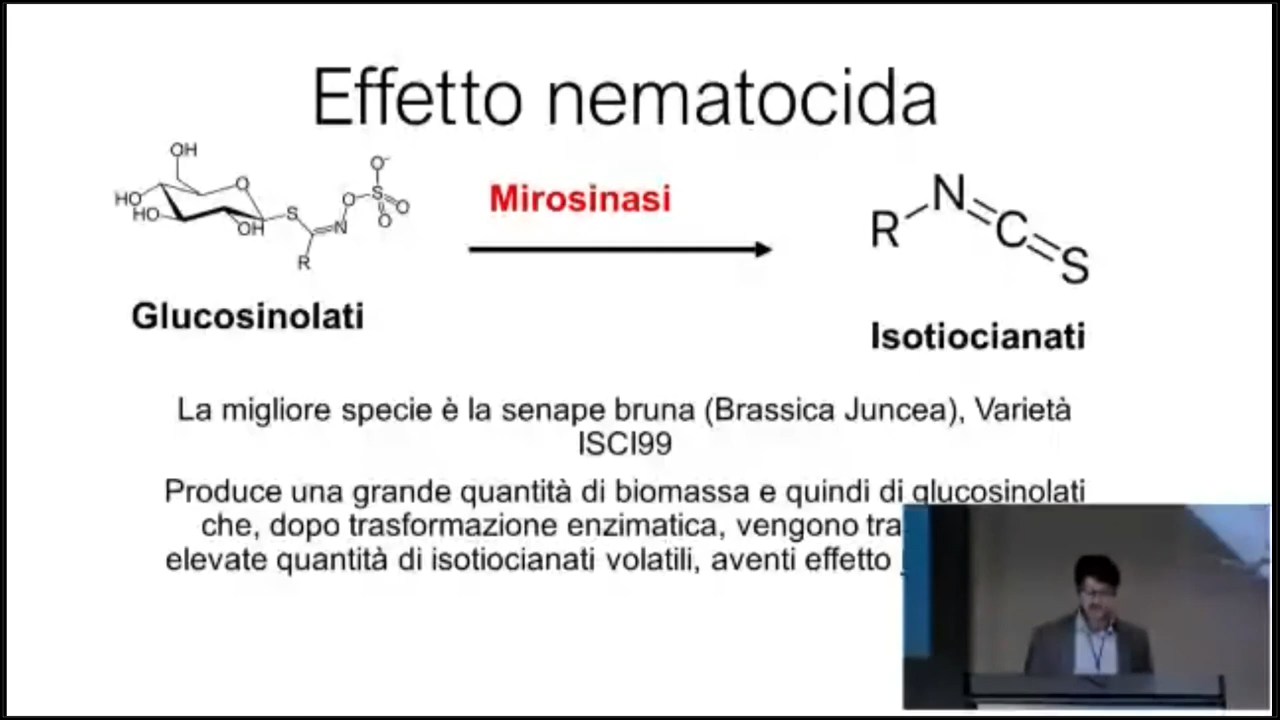 Effetto nematocida
OH
O
HO
HO
OH
S
N
O
S
O-
O
O
R
Mirosinasi
R
N
C
S
Glucosinolati
Isotiocianati
La migliore specie è la senape bruna (Brassica Juncea), Varietà
ISCI99
Produce una grande quantità di biomassa e quindi di glucosinolati
che, dopo trasformazione enzimatica, vengono
elevate quantità di isotiocianati volatili, aventi effetto